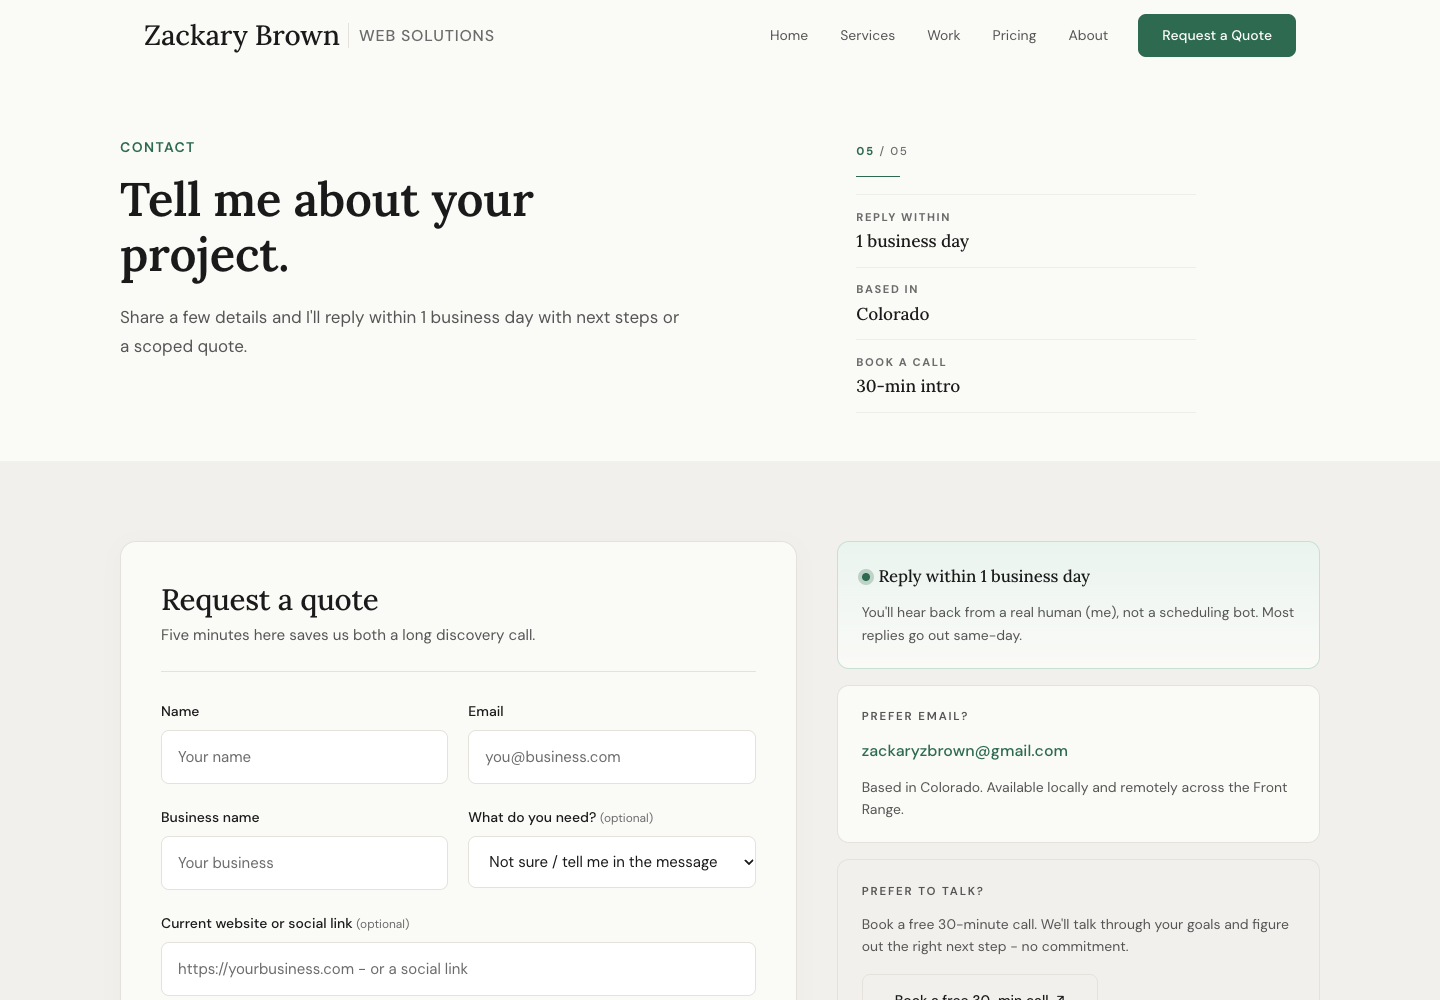 Zackary Brown WEB SOLUTIONS
Home Services Work Pricing About Request a Quote
CONTACT
Tell me about your
project.
Share a few details and I'll reply within 1 business day with next steps or
a scoped quote.
05 / 05
REPLY WITHIN
1 business day
BASED IN
Colorado
BOOK A CALL
30-min intro
Request a quote
Five minutes here saves us both a long discovery call.
Name
Your name
Email
you@business.com
Business name
Your business
What do you need? (optional)
Not sure / tell me in the message
Current website or social link (optional)
https://yourbusiness.com - or a social link
Reply within 1 business day
You'll hear back from a real human (me), not a scheduling bot. Most
replies go out same-day.
PREFER EMAIL?
zackaryzbrown@gmail.com
Based in Colorado. Available locally and remotely across the Front
Range.
PREFER TO TALK?
Book a free 30-minute call. We'll talk through your goals and figure
out the right next step - no commitment.
Book a free 30-min call ↗